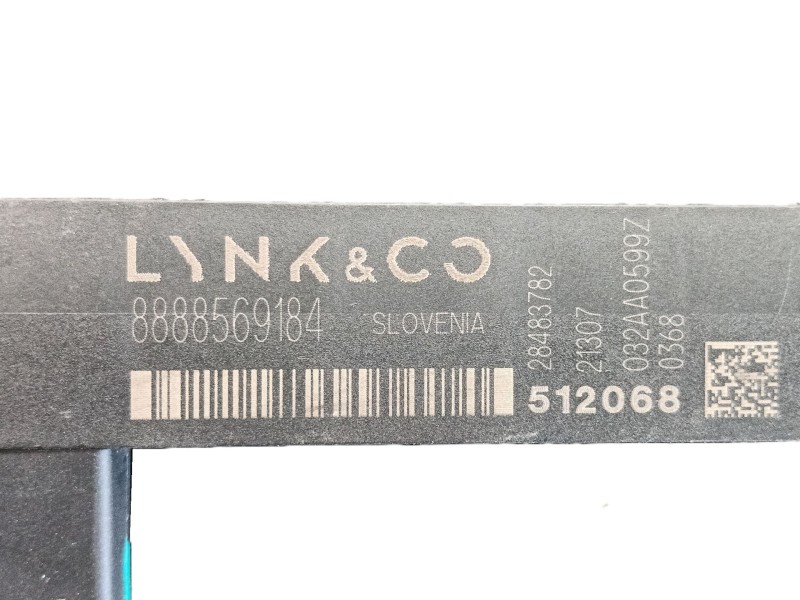 LYNK & CO
8888569184 SLOVENIA
512068
28483782
21307
032AA0599Z
0368